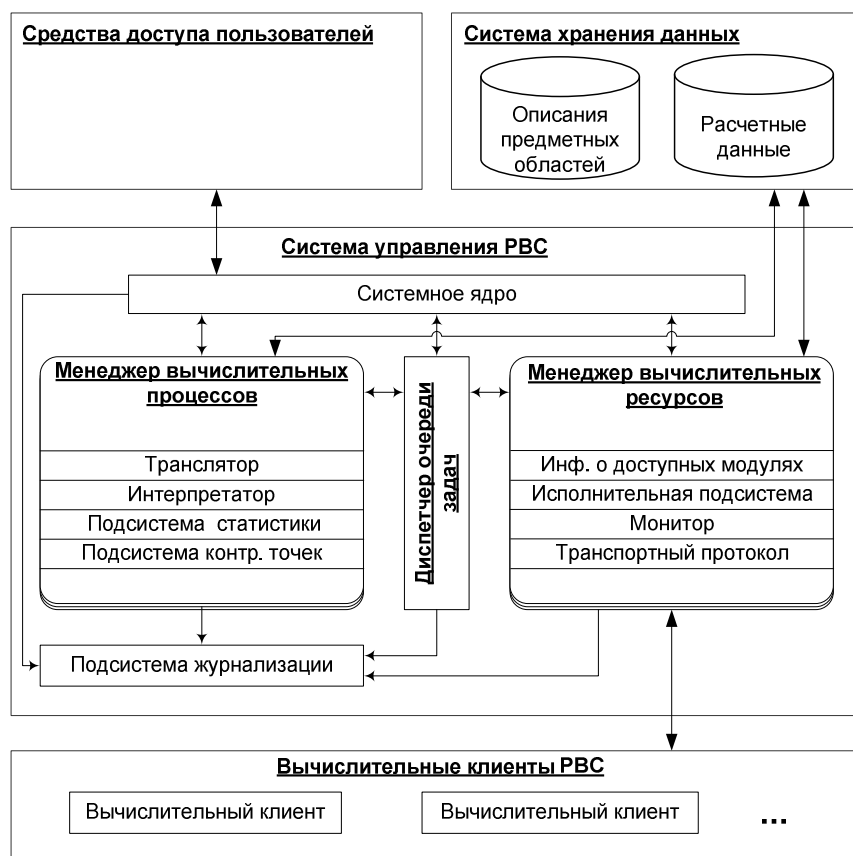 Средства доступа пользователей
Система хранения данных
Описания
предметных
областей
Расчетные
данные
Система управления РВС
Системное ядро
Менеджер вычислительных
процессов
Транслятор
Интерпретатор
Подсистема статистики
Подсистема контр. точек
Диспетчер очереди
задач
Менеджер вычислительных
ресурсов
Инф. о доступных модулях
Исполнительная подсистема
Монитор
Транспортный протокол
Подсистема журнализации
Вычислительные клиенты РВС
Вычислительный клиент
Вычислительный клиент
...